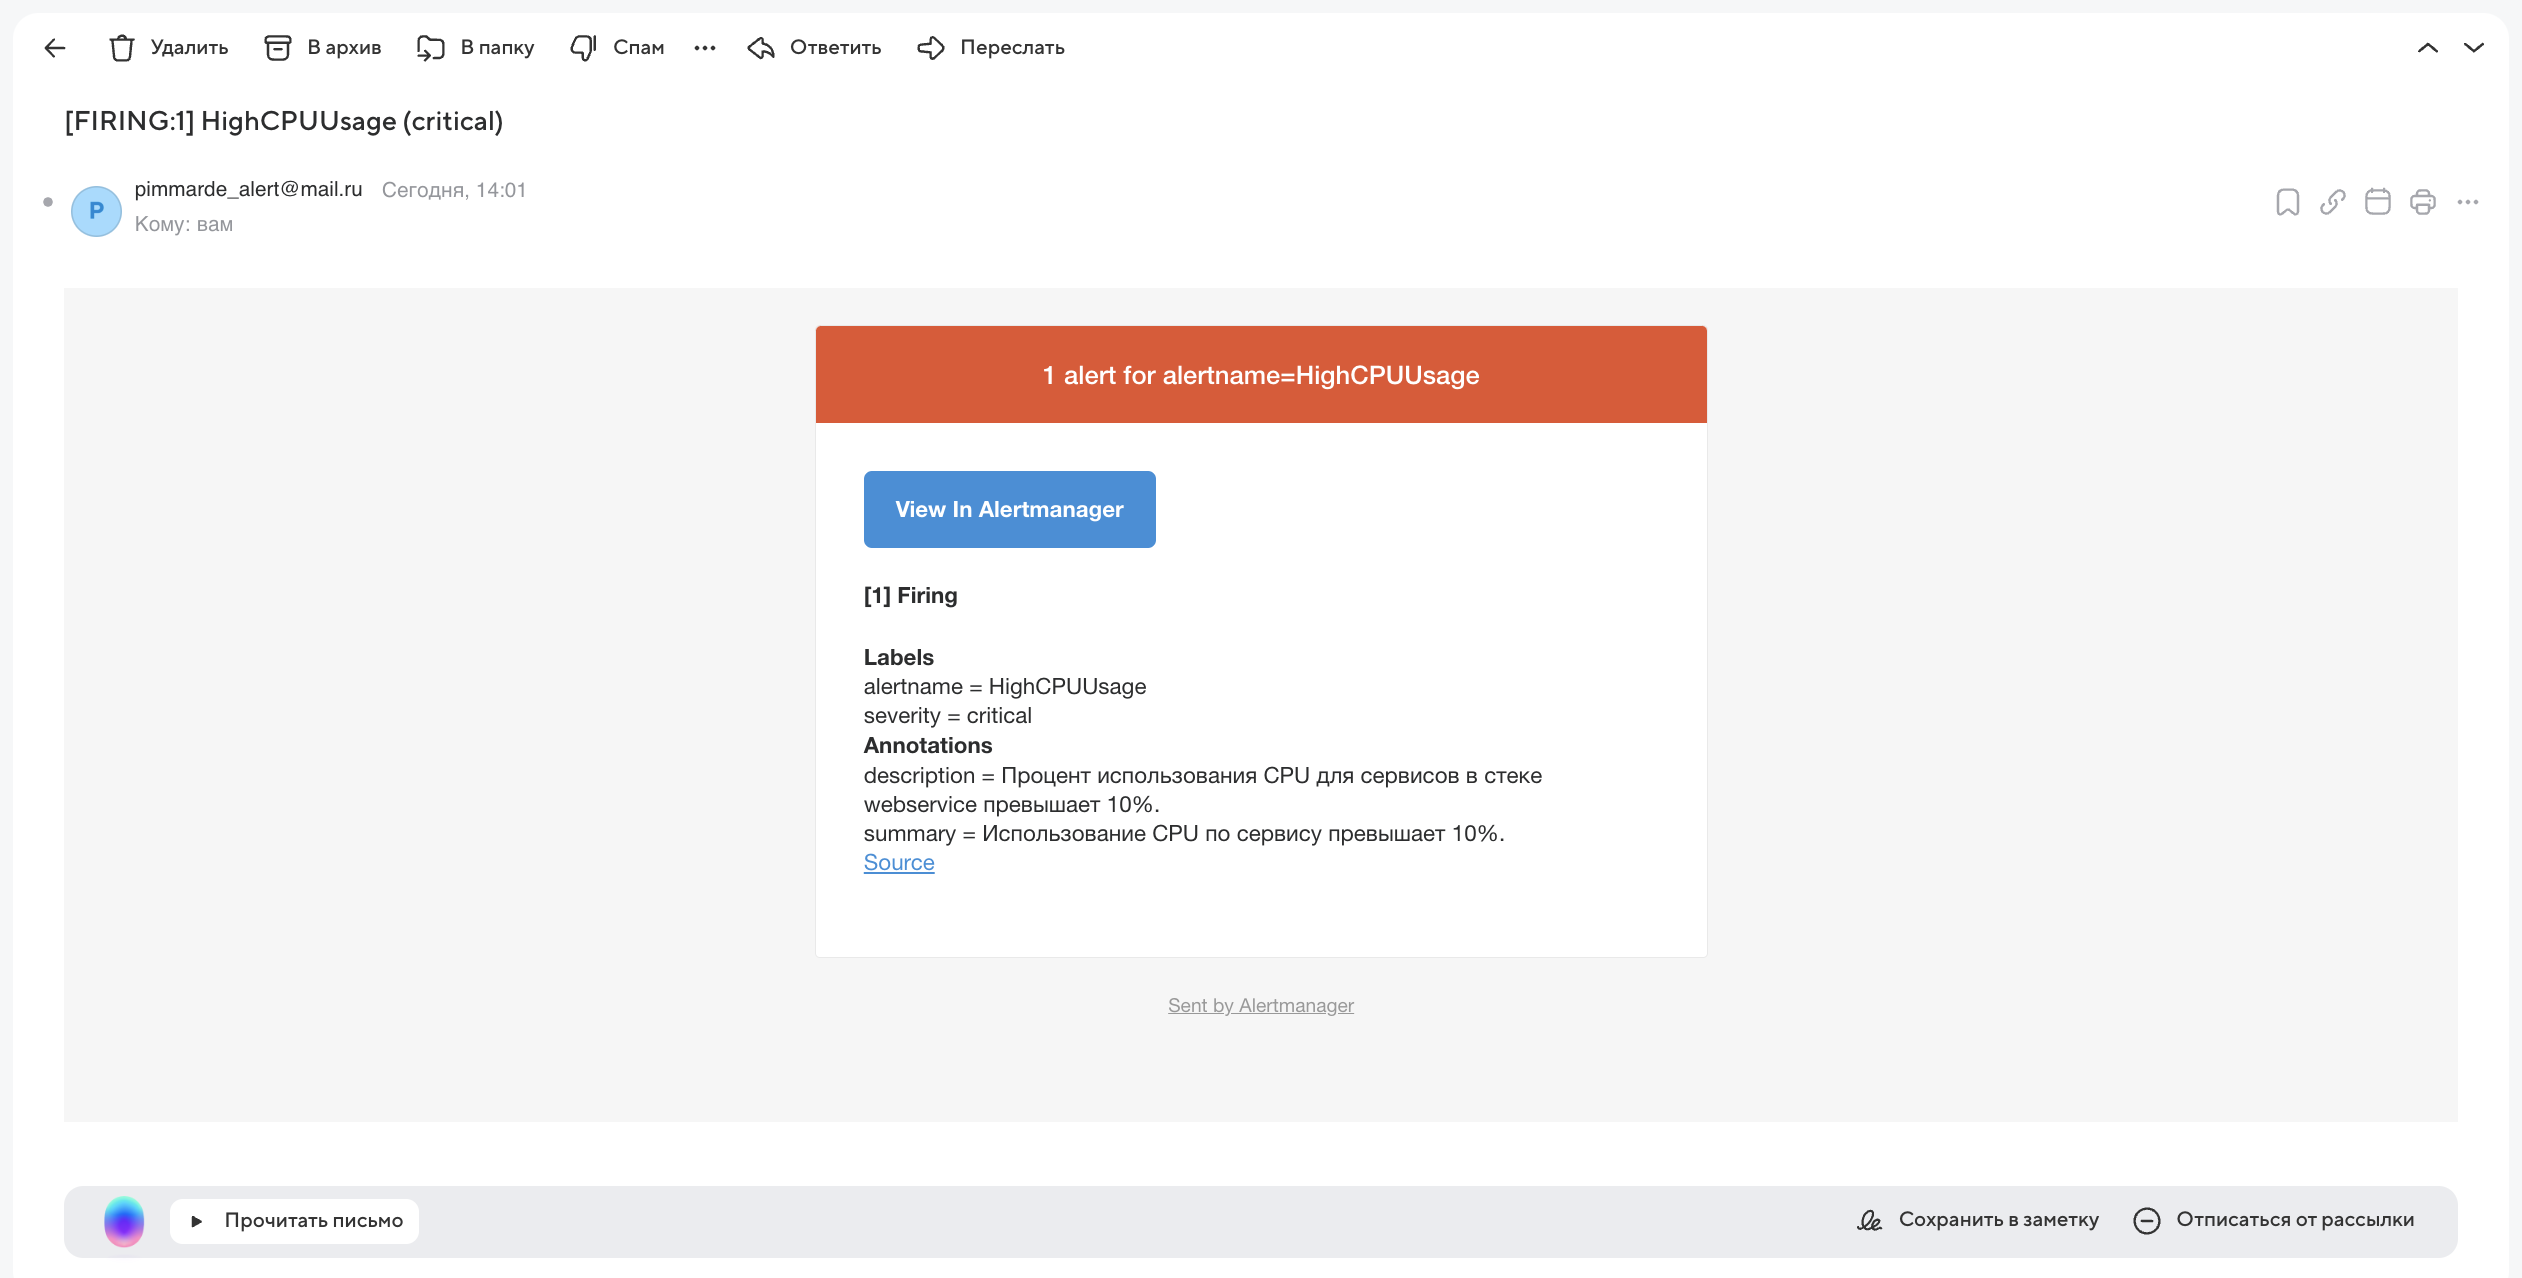 Удалить В архив В папку Спам Ответить Переслать
[FIRING:1] HighCPUUsage (critical)
P
pimmarde_alert@mail.ru Сегодня, 14:01
Кому: вам
1 alert for alertname=HighCPUUsage
View In Alertmanager
[1] Firing
Labels
alertname = HighCPUUsage
severity = critical
Annotations
description = Процент использования CPU для сервисов в стеке
webservice превышает 10%.
summary = Использование CPU по сервису превышает 10%.
Source
Sent by Alertmanager
Прочитать письмо Сохранить в заметку Отписаться от рассылки